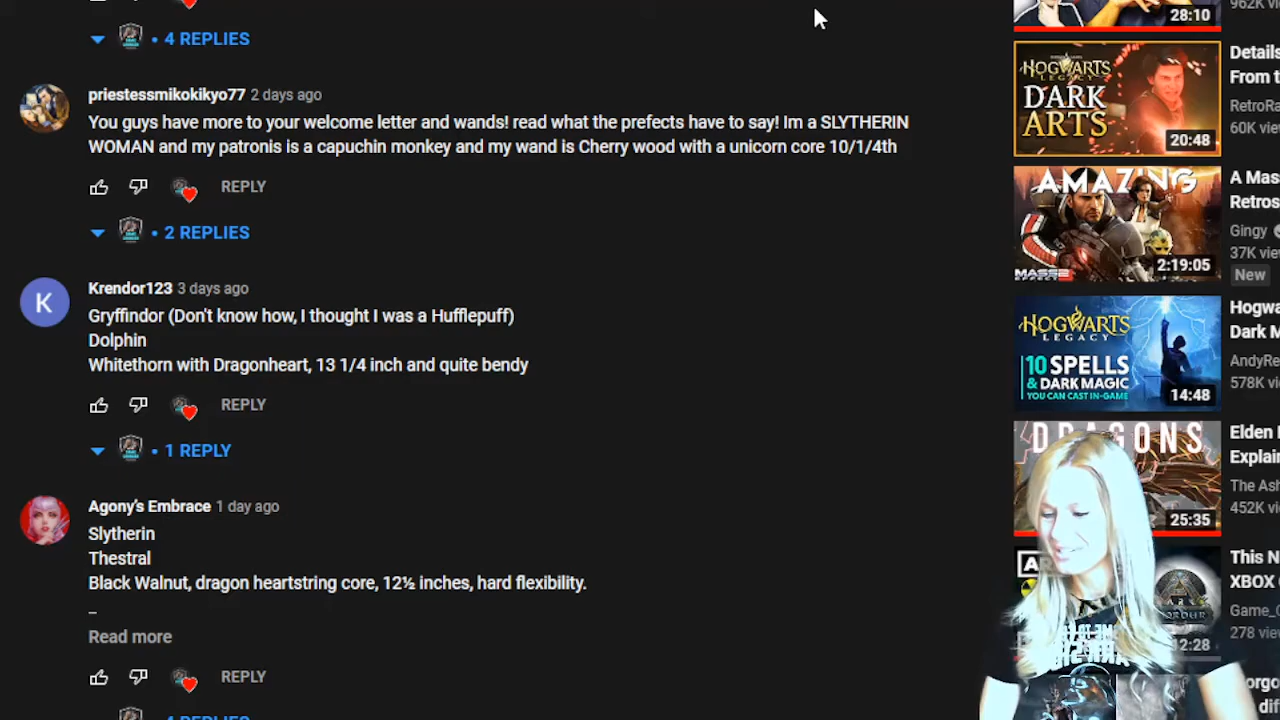 4 REPLIES
priestessmikokikyo77 2 days ago
You guys have more to your welcome letter and wands! read what the prefects have to say! Im a SLYTHERIN
WOMAN and my patronis is a capuchin monkey and my wand is Cherry wood with a unicorn core 10/1/4th
REPLY
2 REPLIES
K
Krendor123 3 days ago
Gryffindor (Don't know how, I thought I was a Hufflepuff)
Dolphin
Whitethorn with Dragonheart, 13 1/4 inch and quite bendy
REPLY
1 REPLY
Agony's Embrace 1 day ago
Slytherin
Thestral
Black Walnut, dragon heartstring core, 12½ inches, hard flexibility.
–
Read more
REPLY
28:10
962K
HOGWARTS
LEGACY
DARK
ARTS
20:48
Details
From t
RetroRa
60K vie
AMAZING
MASS
2:19:05
A Mas
Retros
Gingy
37K vie
New
HOGWARTS
LEGACY
10 SPELLS
& DARK MAGIC
YOU CAN CAST IN-GAME
14:48
Hogwa
Dark M
AndyRe
578K vi
DRAGONS
25:35
Elden
Explai
The Ash
452K vi
12:28
This N
XBOX
Game_
278 view